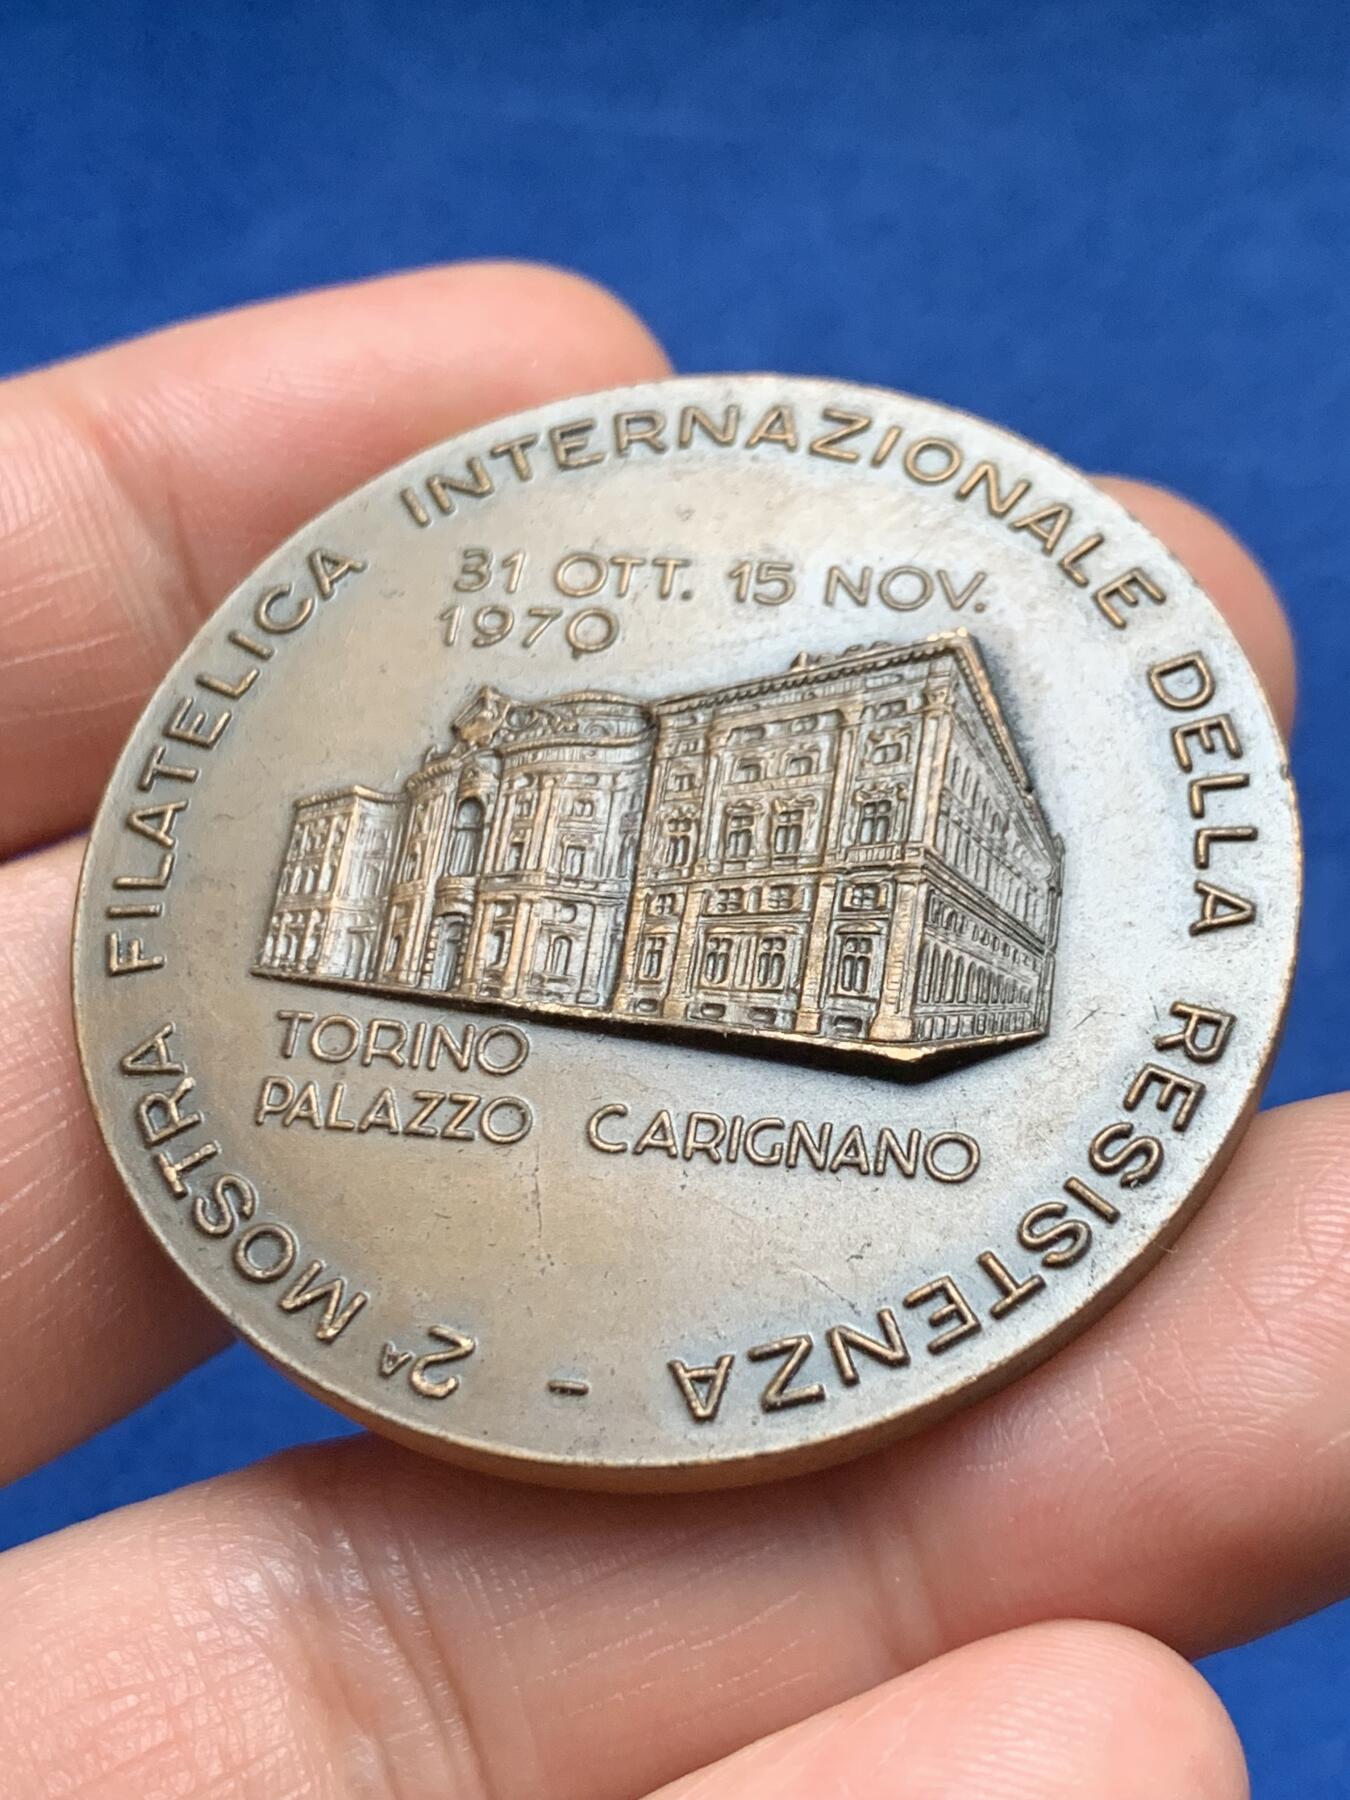 2ᴬ MOSTRA FILATELICA INTERNAZIONALE DELLA RESISTENZA -
31 OTT. 15 NOV.
1970
TORINO
PALAZZO CARIGNANO